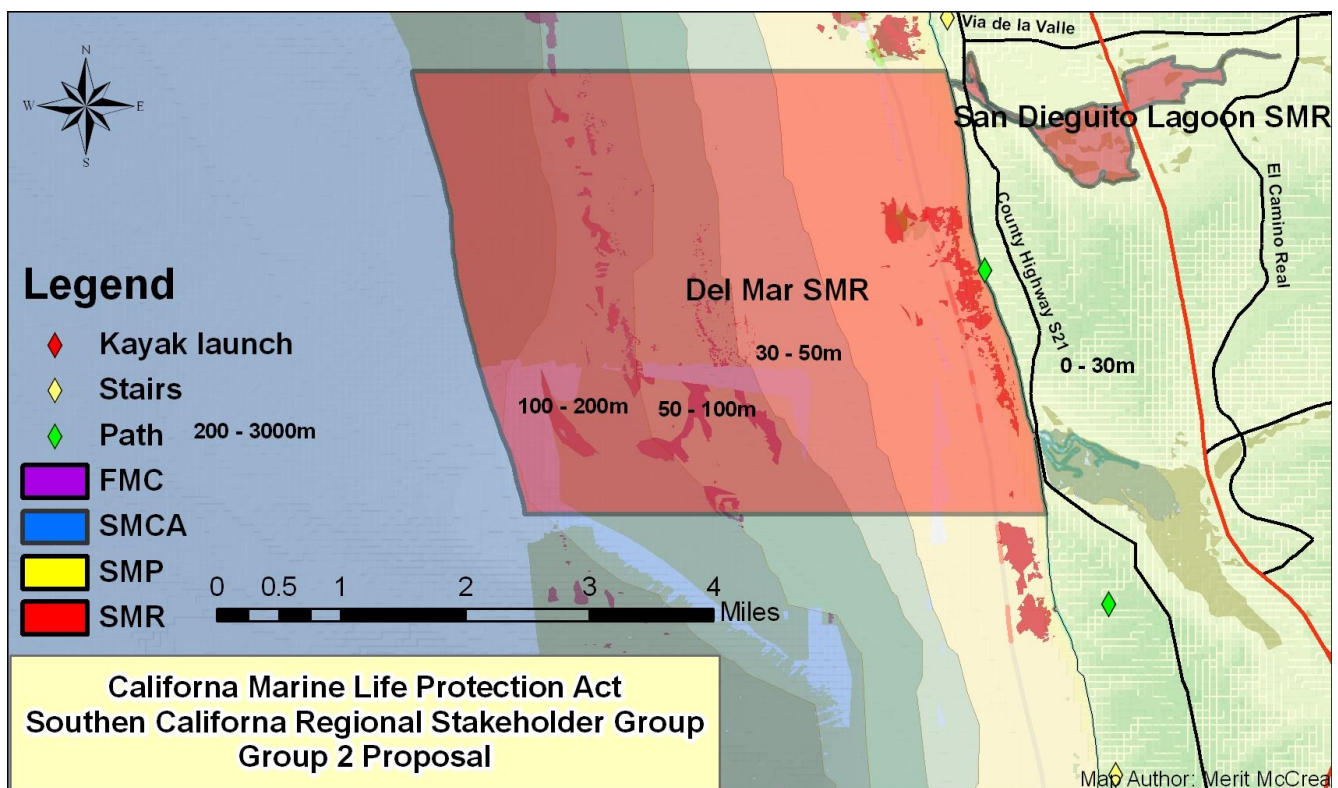 Via de la Valle
N
W E
S
San Dieguito Lagoon SMR
El Camino Real
County Highway S21
Legend
Del Mar SMR
Kayak launch
30 - 50m
0 - 30m
Stairs
100 - 200m
50 - 100m
Path
200 - 3000m
FMC
SMCA
SMP
SMR
0 0.5 1 2 3 4
Miles
Californa Marine Life Protection Act
Southen Californa Regional Stakeholder Group
Group 2 Proposal
Map Author: Merit McCrea